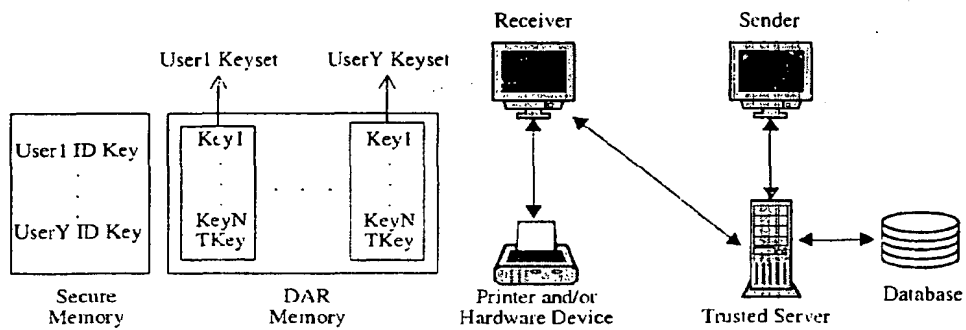 Receiver
Sender
User1 Keyset
UserY Keyset
User1 ID Key
UserY ID Key
Key1
KeyN
TKey
Key1
KeyN
TKey
Secure
Memory
DAR
Memory
Printer and/or
Hardware Device
Trusted Server
Database